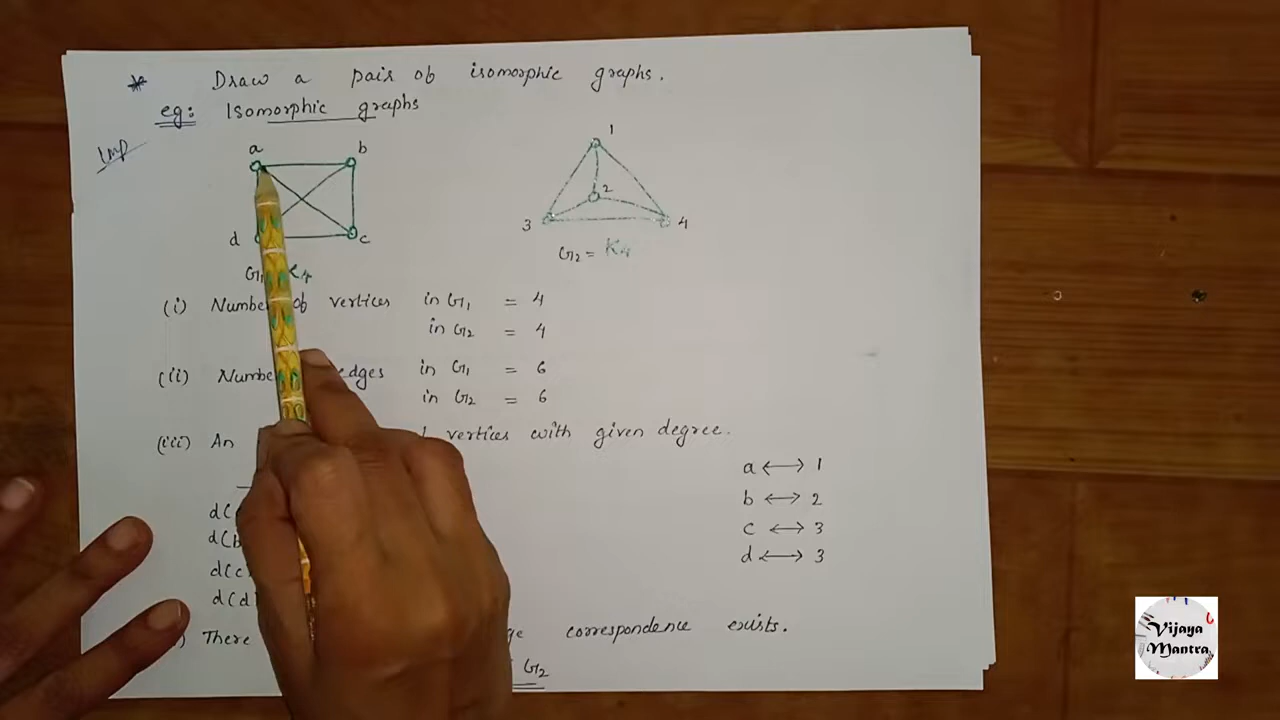 * Draw a pair of isomorphic graphs.
eg: Isomorphic graphs
Imp
a b 1
2
d c 3 4
G1 K4 G2 = K4
(i) Number of vertices in G1 = 4
in G2 = 4
(ii) edges in G1 = 6
in G2 = 6
(iii) An vertices with given degree.
a ↔ 1
b ↔ 2
c ↔ 3
d ↔ 3
d(
d(b
d(c
d(d)
There correspondence exists.
G2
Vijaya
Mantra